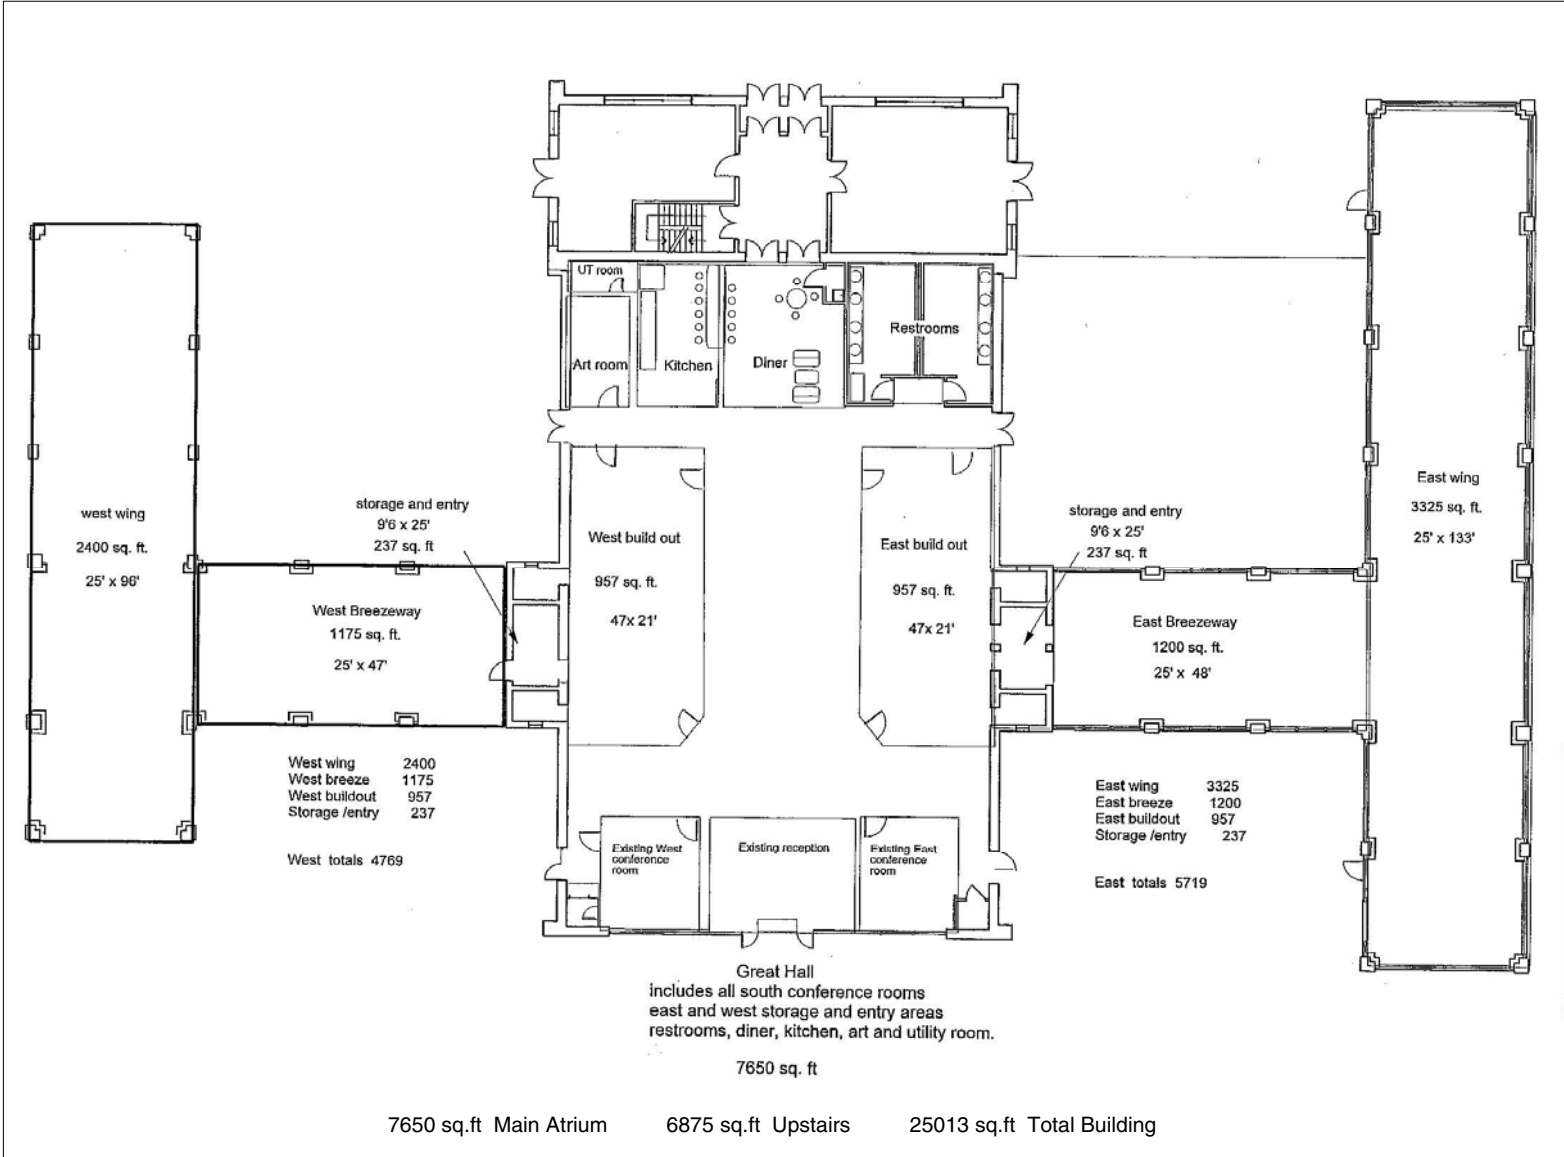 UT room
Art room
Kitchen
Diner
Restrooms
west wing
2400 sq. ft.
25' x 96'
storage and entry
9'6 x 25'
237 sq. ft
West Breezeway
1175 sq. ft.
25' x 47'
West build out
957 sq. ft.
47x 21'
East build out
957 sq. ft.
47x 21'
storage and entry
9'6 x 25'
237 sq. ft
East Breezeway
1200 sq. ft.
25' x 48'
East wing
3325 sq. ft.
25' x 133'
West wing 2400
West breeze 1175
West buildout 957
Storage /entry 237
West totals 4769
East wing 3325
East breeze 1200
East buildout 957
Storage /entry 237
East totals 5719
Existing West
conference
room
Existing reception
Existing East
conference
room
Great Hall
includes all south conference rooms
east and west storage and entry areas
restrooms, diner, kitchen, art and utility room.
7650 sq. ft
7650 sq.ft Main Atrium 6875 sq.ft Upstairs 25013 sq.ft Total Building